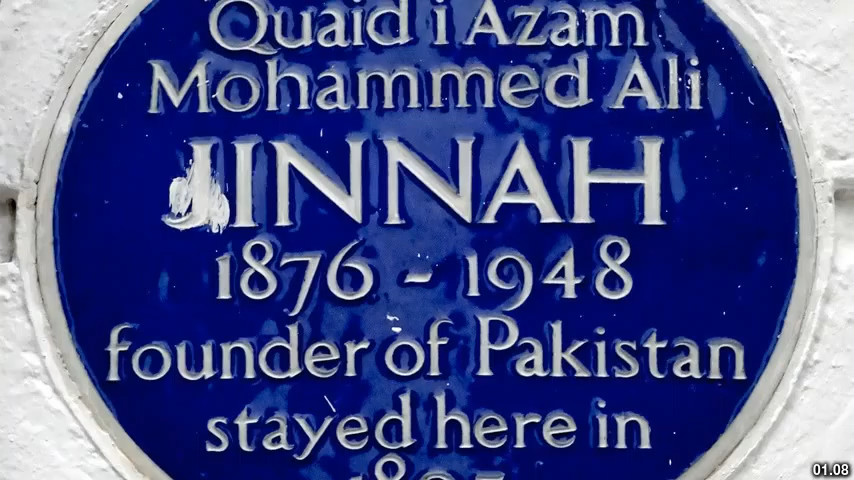 Quaid i Azam
Mohammed Ali
JINNAH
1876 - 1948
founder of Pakistan
stayed here in
01.08